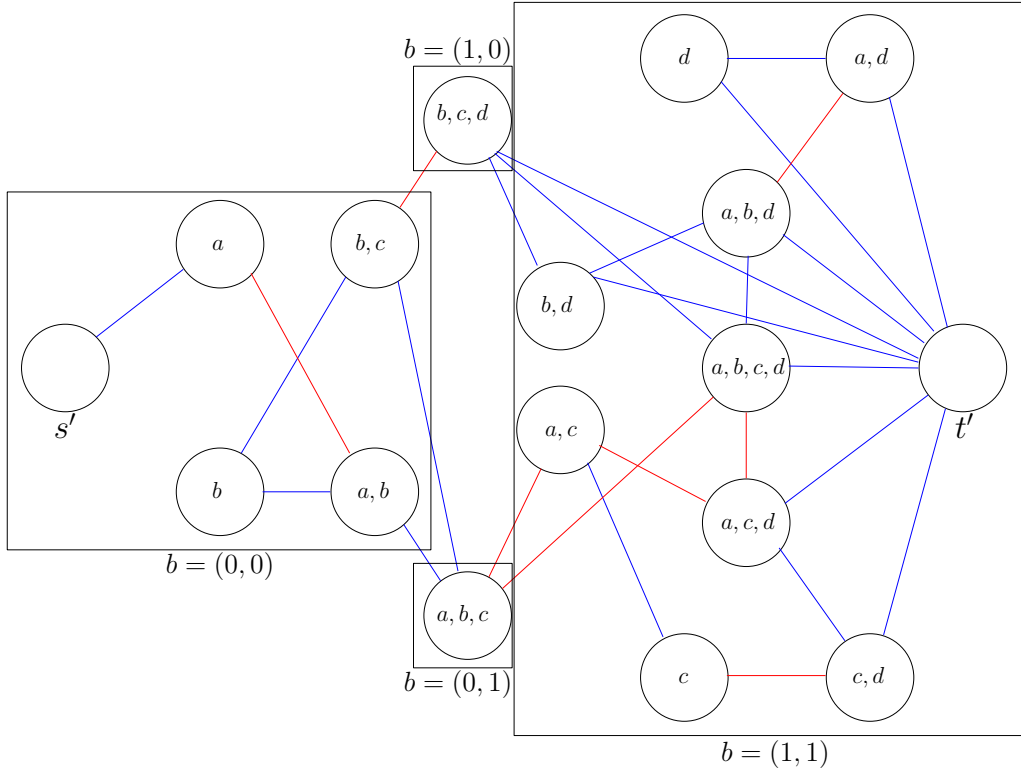 b = (1, 0)
b, c, d
d
a, d
a
b, c
a, b, d
b, d
s′
a, b, c, d
t′
a, c
b
a, b
a, c, d
b = (0, 0)
a, b, c
b = (0, 1)
c
c, d
b = (1, 1)